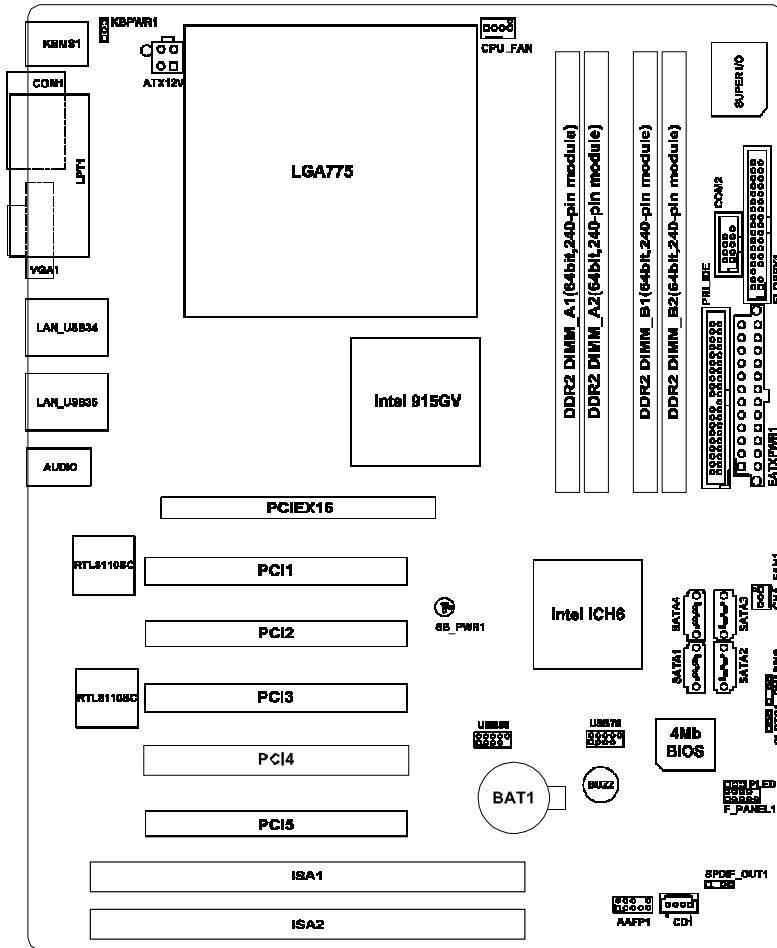 KBPWR1
KBMS1
CPU_FAN
ATX12V
SUPER I/O
COM1
LPT1
LGA775
DDR2 DIMM_A1(64bit,240-pin module)
DDR2 DIMM_A2(64bit,240-pin module)
DDR2 DIMM_B1(64bit,240-pin module)
DDR2 DIMM_B2(64bit,240-pin module)
COM2
VGA1
PRI_IDE
LAN_USB34
Intel 915GV
LAN_USB35
EATXPWR1
AUDIO
PCIEX16
RTL8110SC
PCI1
Intel ICH6
SATA4
SATA3
SB_PWR1
PCI2
SATA1
SATA2
RTL8110SC
PCI3
USB78
4Mb
BIOS
PCI4
BAT1
BUZZ
PLED
F_PANEL1
PCI5
ISA1
SPDIF_OUT1
ISA2
AAFP1
CD1